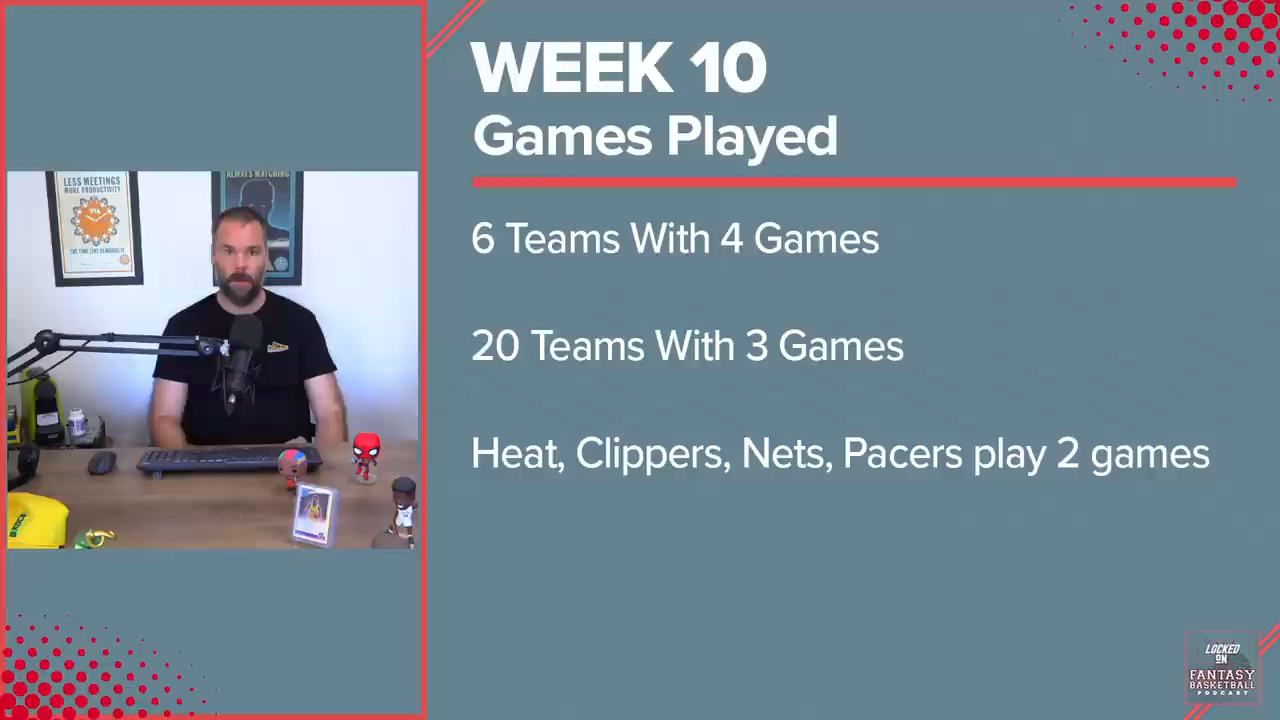 WEEK 10
Games Played
6 Teams With 4 Games
20 Teams With 3 Games
Heat, Clippers, Nets, Pacers play 2 games
LESS MEETINGS
MORE PRODUCTIVITY
ALWAYS WATCHING
LOCKED
ON
FANTASY
BASKETBALL
PODCAST